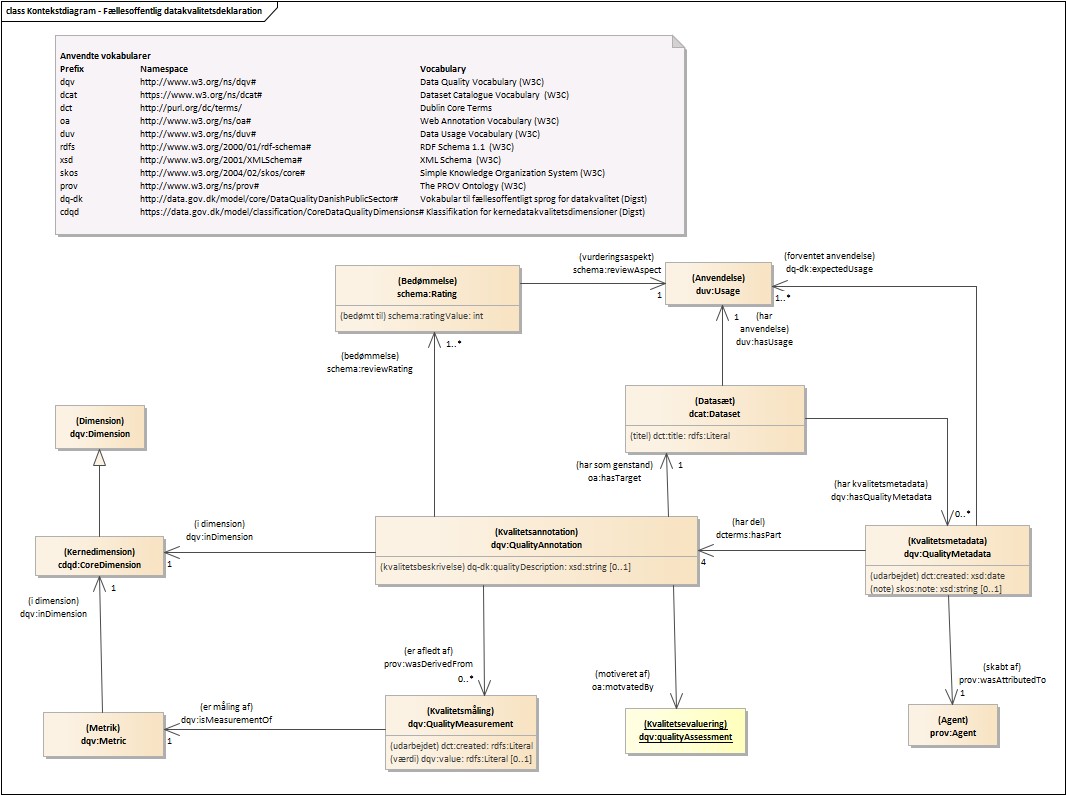 class Kontekstdiagram - Fællesoffentlig datakvalitetsdeklaration
Anvendte vokabularer
Prefix Namespace Vocabulary
dqv http://www.w3.org/ns/dqv# Data Quality Vocabulary (W3C)
dcat https://www.w3.org/ns/dcat# Dataset Catalogue Vocabulary (W3C)
dct http://purl.org/dc/terms/ Dublin Core Terms
oa http://www.w3.org/ns/oa# Web Annotation Vocabulary (W3C)
duv http://www.w3.org/ns/duv# Data Usage Vocabulary (W3C)
rdfs http://www.w3.org/2000/01/rdf-schema# RDF Schema 1.1 (W3C)
xsd http://www.w3.org/2001/XMLSchema# XML Schema (W3C)
skos http://www.w3.org/2004/02/skos/core# Simple Knowledge Organization System (W3C)
prov http://www.w3.org/ns/prov# The PROV Ontology (W3C)
dq-dk http://data.gov.dk/model/core/DataQualityDanishPublicSector# Vokabular til fællesoffentligt sprog for datakvalitet (Digst)
cdqd https://data.gov.dk/model/classification/CoreDataQualityDimensions# Klassifikation for kernedatakvalitetsdimensioner (Digst)
(Bedømmelse)
schema:Rating
(bedømt til) schema:ratingValue: int
(vurderingsaspekt)
schema:reviewAspect
1
(Anvendelse)
duv:Usage
(forventet anvendelse)
dq-dk:expectedUsage
1..*
1 (har
anvendelse)
duv:hasUsage
1..*
(bedømmelse)
schema:reviewRating
(Datasæt)
dcat:Dataset
(titel) dct:title: rdfs:Literal
(Dimension)
dqv:Dimension
(har som genstand)
oa:hasTarget
1
(har kvalitetsmetadata)
dqv:hasQualityMetadata
0..*
(Kernedimension)
cdqd:CoreDimension
(i dimension)
dqv:inDimension
1
(Kvalitetsannotation)
dqv:QualityAnnotation
(kvalitetsbeskrivelse) dq-dk:qualityDescription: xsd:string [0..1]
(har del)
dcterms:hasPart
4
(Kvalitetsmetadata)
dqv:QualityMetadata
(udarbejdet) dct:created: xsd:date
(note) skos:note: xsd:string [0..1]
1
(i dimension)
dqv:inDimension
(er afledt af)
prov:wasDerivedFrom
0..*
(motiveret af)
oa:motvatedBy
(skabt af)
prov:wasAttributedTo
1
(Metrik)
dqv:Metric
(er måling af)
dqv:isMeasurementOf
1
(Kvalitetsmåling)
dqv:QualityMeasurement
(udarbejdet) dct:created: rdfs:Literal
(værdi) dqv:value: rdfs:Literal [0..1]
(Kvalitetsevaluering)
dqv:qualityAssessment
(Agent)
prov:Agent